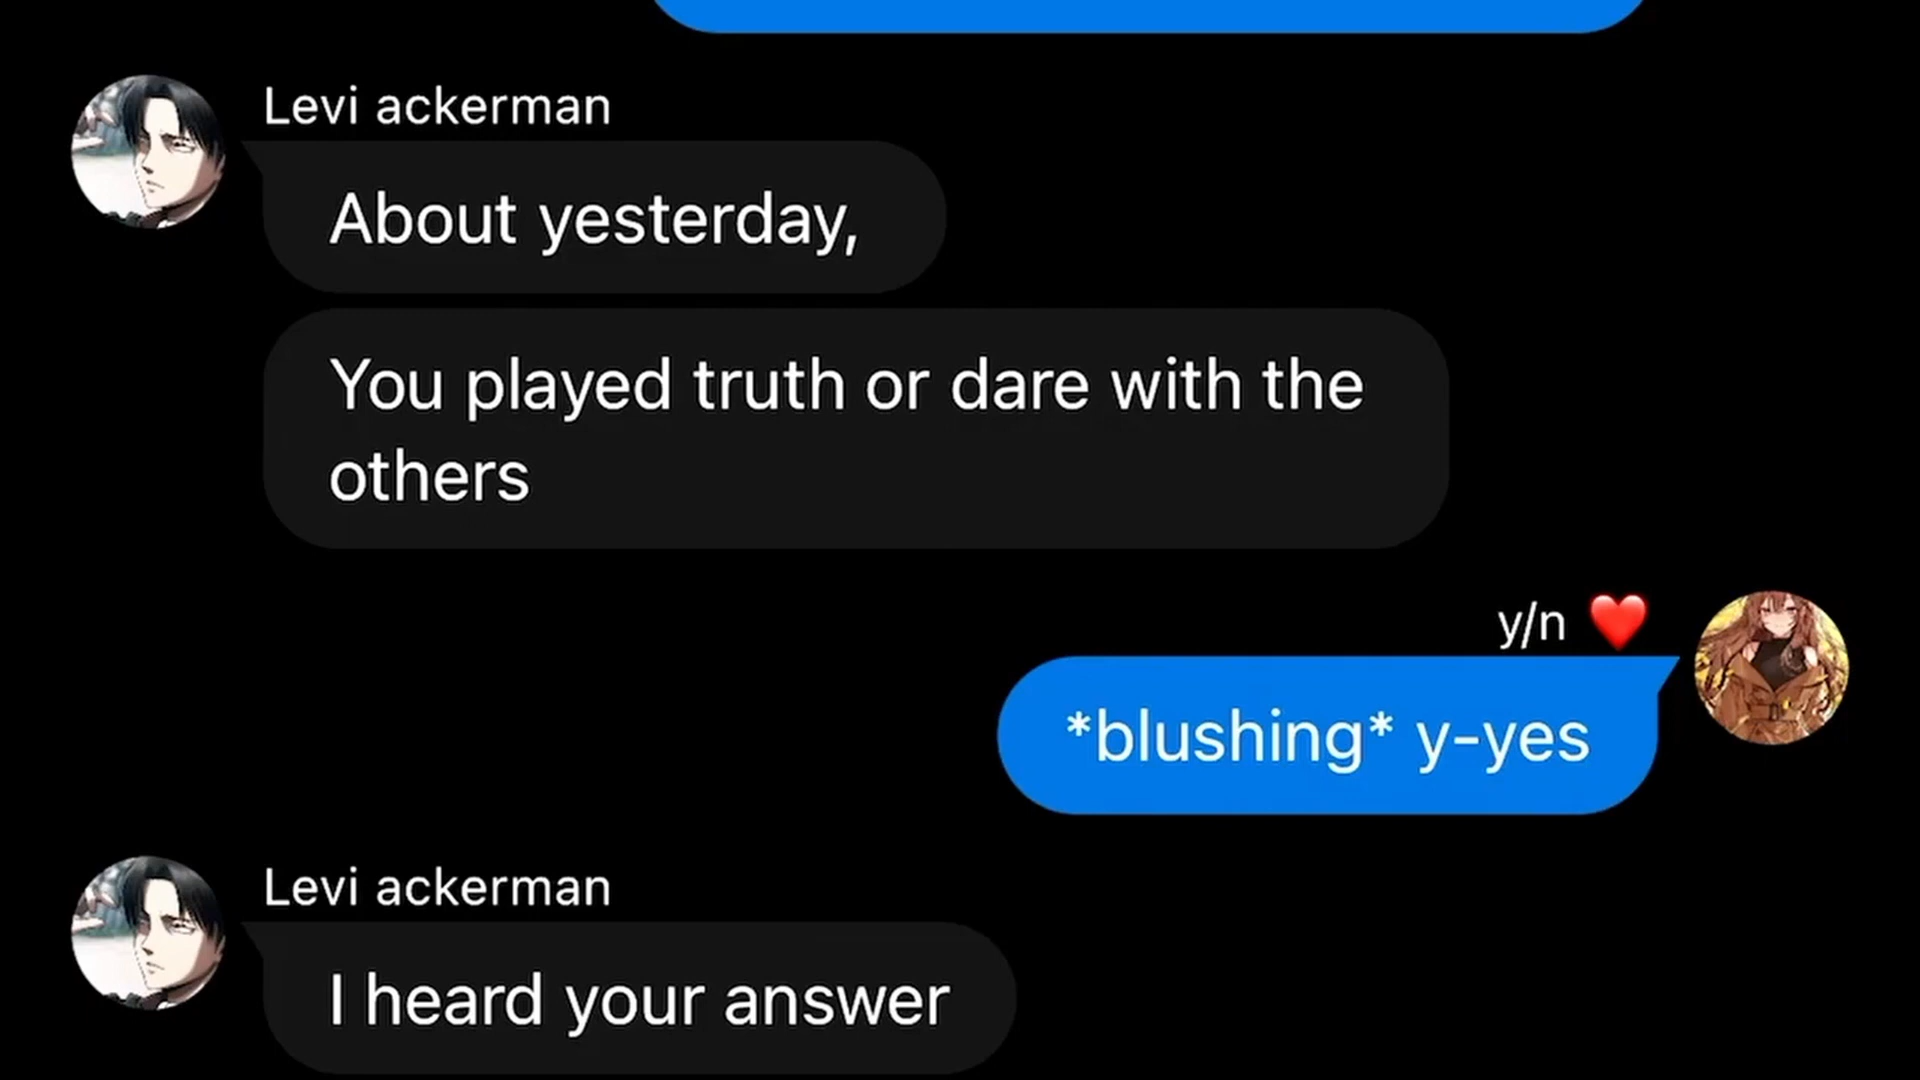 Levi ackerman
About yesterday,
You played truth or dare with the
others
y/n ❤️
*blushing* y-yes
Levi ackerman
I heard your answer